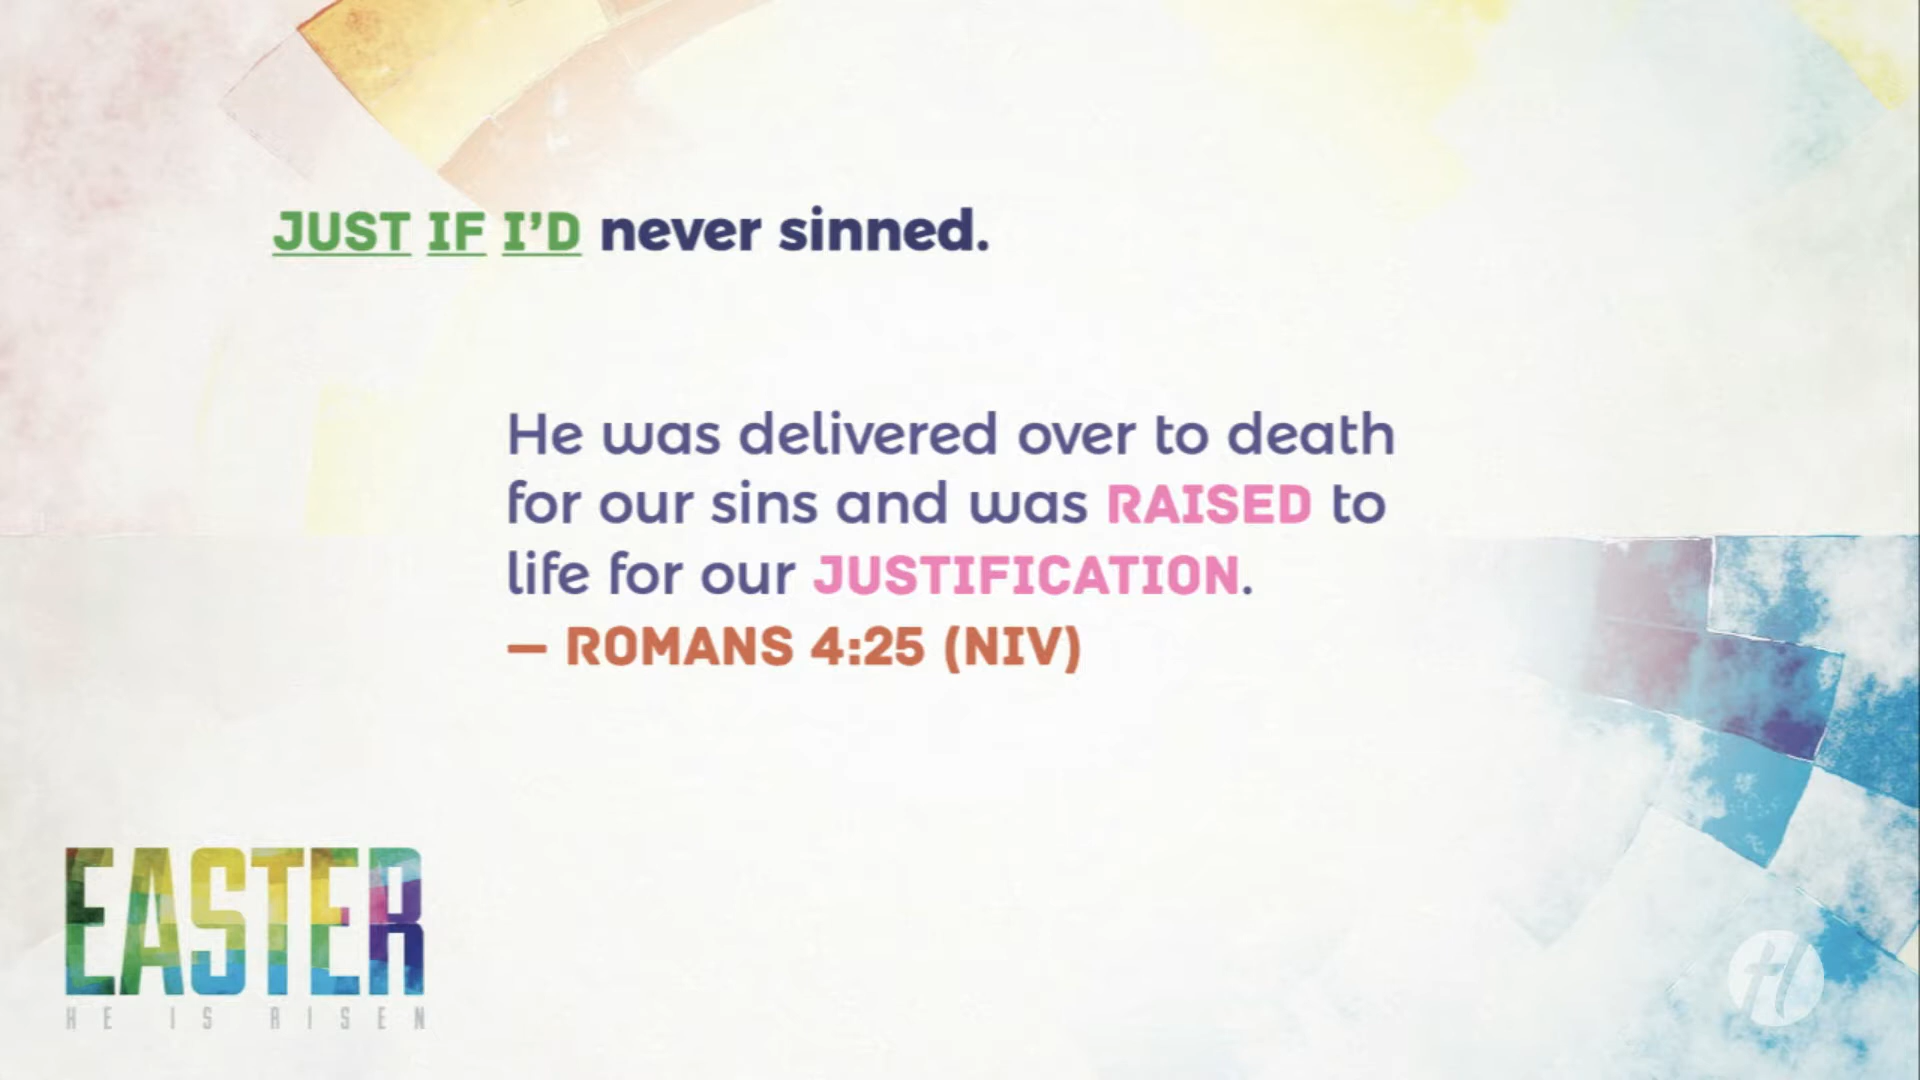 JUST IF I'D never sinned.
He was delivered over to death
for our sins and was RAISED to
life for our JUSTIFICATION.
— ROMANS 4:25 (NIV)
EASTER
HE IS RISEN